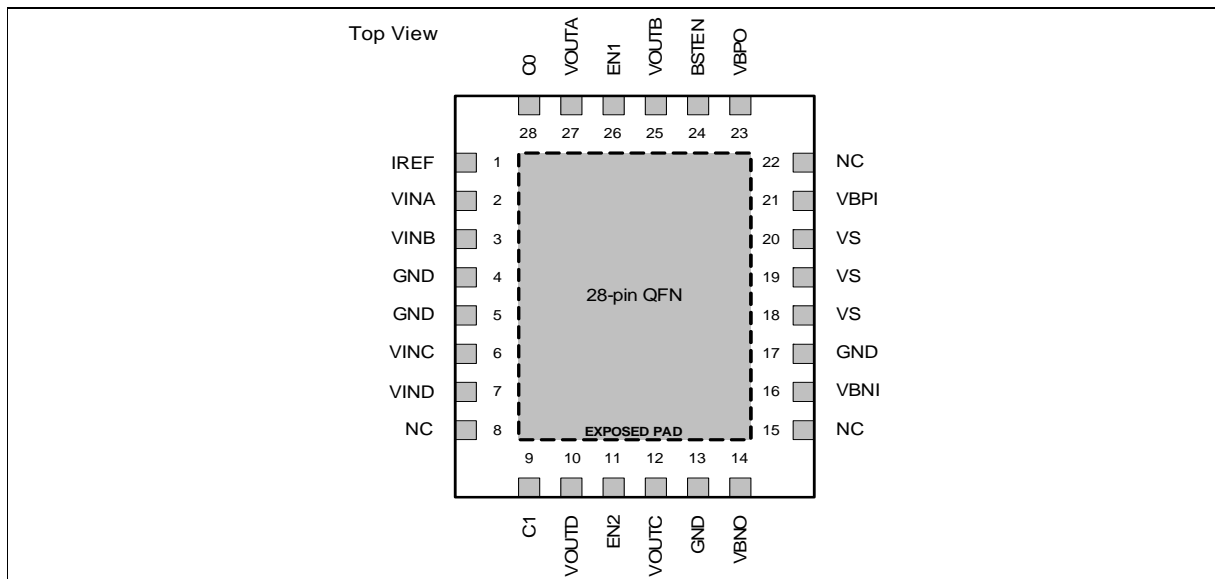 Top View
C0
VOUTA
EN1
VOUTB
BSTEN
VBPO
28 27 26 25 24 23
IREF 1
VINA 2
VINB 3
GND 4
GND 5
VINC 6
VIND 7
NC 8
22 NC
21 VBPI
20 VS
19 VS
18 VS
17 GND
16 VBNI
15 NC
28-pin QFN
EXPOSED PAD
9 10 11 12 13 14
C1
VOUTD
EN2
VOUTC
GND
VBNO